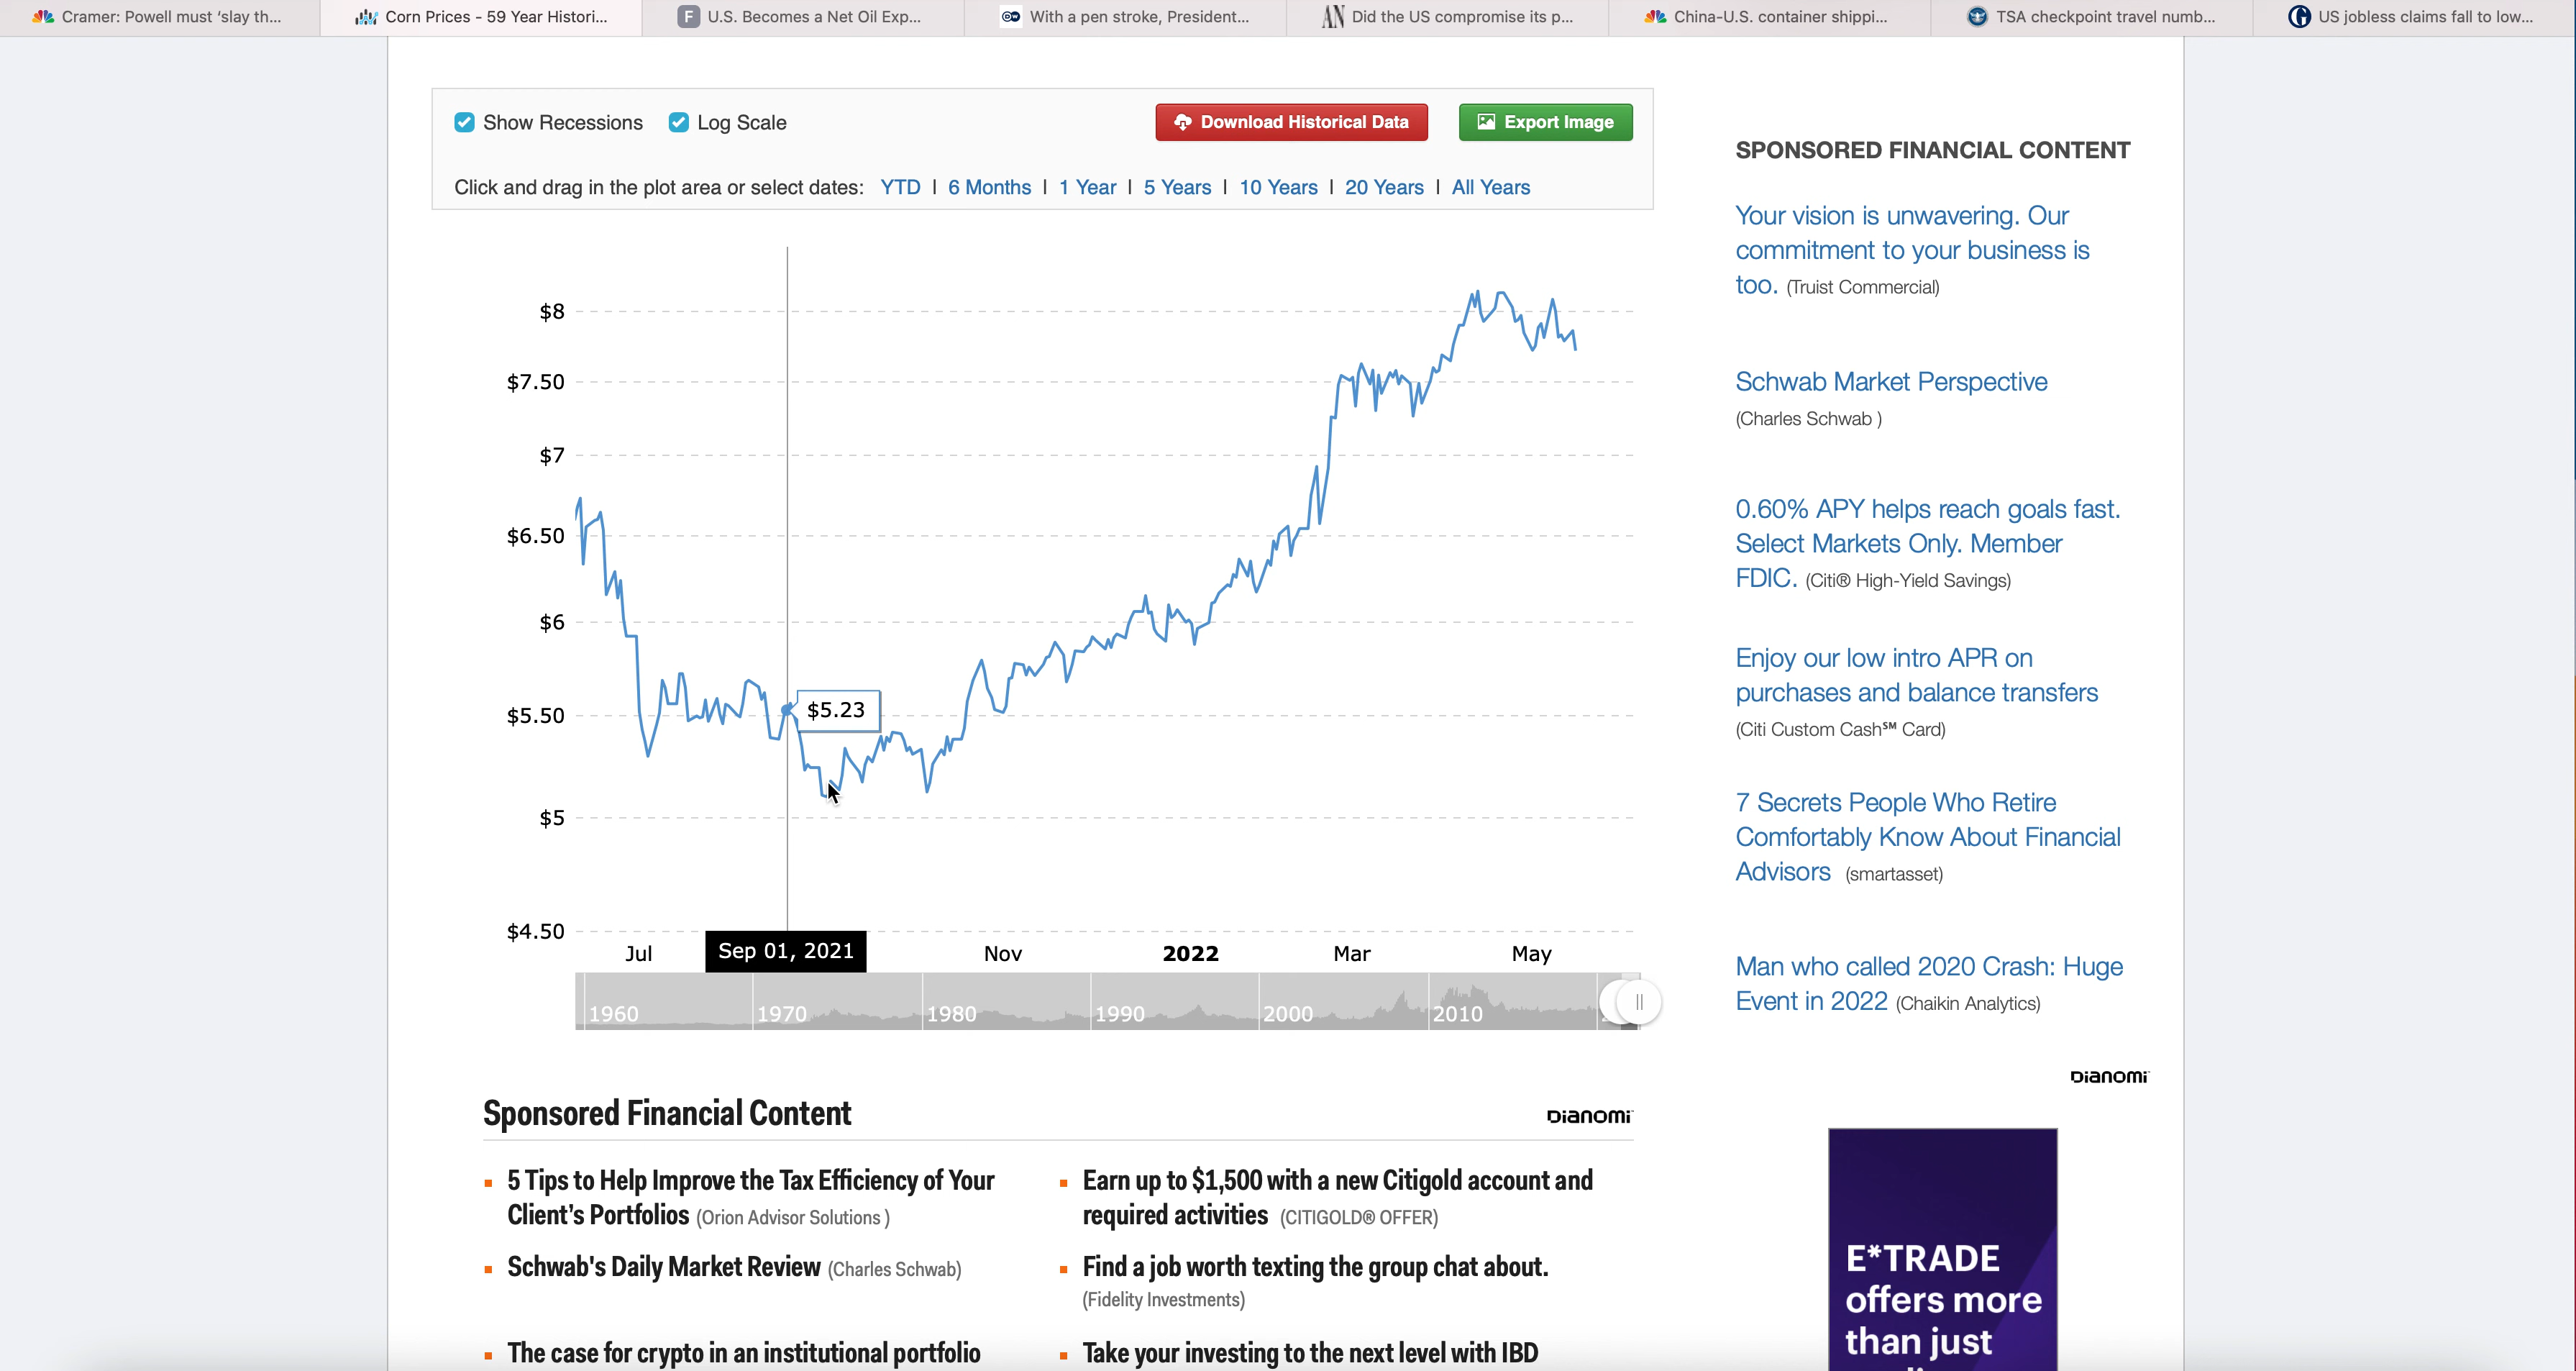 Cramer: Powell must ‘slay th...
Corn Prices - 59 Year Histori...
U.S. Becomes a Net Oil Exp...
With a pen stroke, President...
Did the US compromise its p...
China-U.S. container shippi...
TSA checkpoint travel numb...
US jobless claims fall to low...
Show Recessions
Log Scale
Download Historical Data
Export Image
Click and drag in the plot area or select dates: YTD | 6 Months | 1 Year | 5 Years | 10 Years | 20 Years | All Years
$8
$7.50
$7
$6.50
$6
$5.50
$5
$4.50
$5.23
Jul
Sep 01, 2021
Nov
2022
Mar
May
1960
1970
1980
1990
2000
2010
SPONSORED FINANCIAL CONTENT
Your vision is unwavering. Our
commitment to your business is
too. (Truist Commercial)
Schwab Market Perspective
(Charles Schwab )
0.60% APY helps reach goals fast.
Select Markets Only. Member
FDIC. (Citi® High-Yield Savings)
Enjoy our low intro APR on
purchases and balance transfers
(Citi Custom Cash℠ Card)
7 Secrets People Who Retire
Comfortably Know About Financial
Advisors (smartasset)
Man who called 2020 Crash: Huge
Event in 2022 (Chaikin Analytics)
Dianomi
Sponsored Financial Content
Dianomi
5 Tips to Help Improve the Tax Efficiency of Your
Client’s Portfolios (Orion Advisor Solutions )
Schwab's Daily Market Review (Charles Schwab)
The case for crypto in an institutional portfolio
Earn up to $1,500 with a new Citigold account and
required activities (CITIGOLD® OFFER)
Find a job worth texting the group chat about.
(Fidelity Investments)
Take your investing to the next level with IBD
E*TRADE
offers more
than just